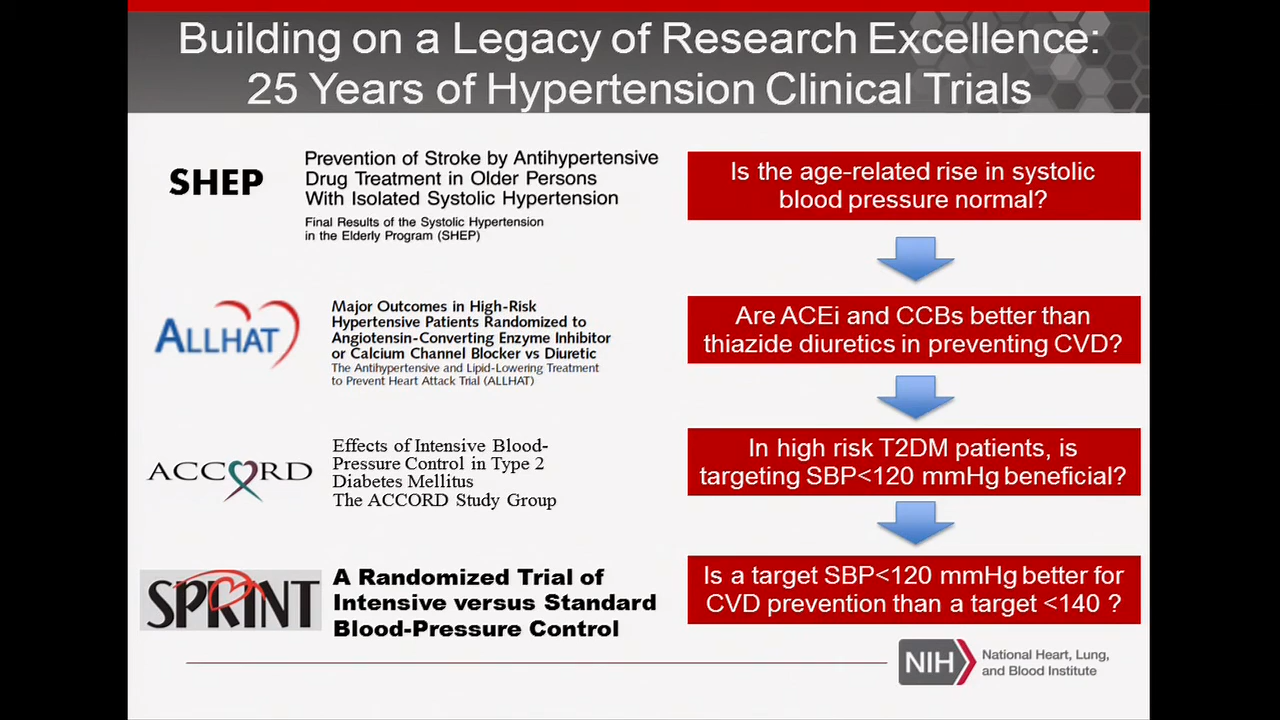 Building on a Legacy of Research Excellence:
25 Years of Hypertension Clinical Trials
SHEP
Prevention of Stroke by Antihypertensive
Drug Treatment in Older Persons
With Isolated Systolic Hypertension
Final Results of the Systolic Hypertension
in the Elderly Program (SHEP)
Is the age-related rise in systolic
blood pressure normal?
ALLHAT
Major Outcomes in High-Risk
Hypertensive Patients Randomized to
Angiotensin-Converting Enzyme Inhibitor
or Calcium Channel Blocker vs Diuretic
The Antihypertensive and Lipid-Lowering Treatment
to Prevent Heart Attack Trial (ALLHAT)
Are ACEi and CCBs better than
thiazide diuretics in preventing CVD?
ACCORD
Effects of Intensive Blood-
Pressure Control in Type 2
Diabetes Mellitus
The ACCORD Study Group
In high risk T2DM patients, is
targeting SBP<120 mmHg beneficial?
SPRINT
A Randomized Trial of
Intensive versus Standard
Blood-Pressure Control
Is a target SBP<120 mmHg better for
CVD prevention than a target <140 ?
NIH
National Heart, Lung,
and Blood Institute